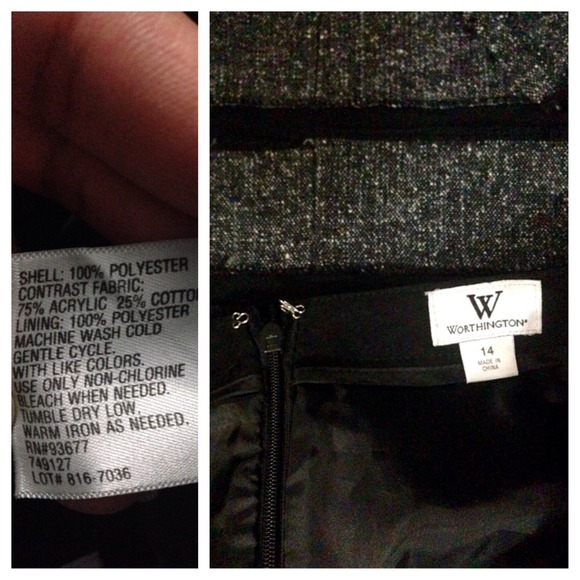 SHELL: 100% POLYESTER
CONTRAST FABRIC:
75% ACRYLIC 25% COTTO
LINING: 100% POLYESTER
MACHINE WASH COLD
GENTLE CYCLE.
WITH LIKE COLORS.
USE ONLY NON-CHLORINE
BLEACH WHEN NEEDED.
TUMBLE DRY LOW.
WARM IRON AS NEEDED.
RN#93677
749127
LOT# 816-7036
W
WORTHINGTON®
14
MADE IN
CHINA